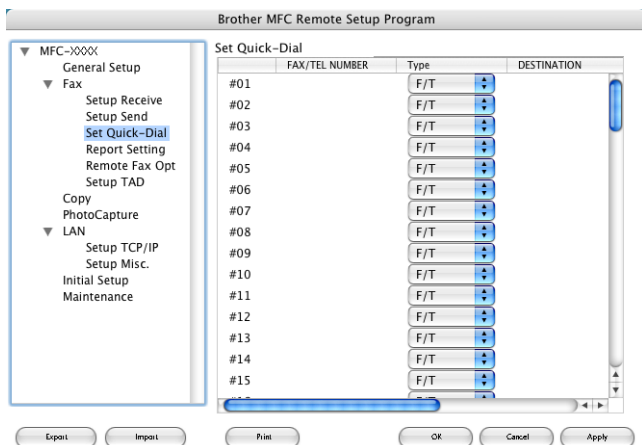 Brother MFC Remote Setup Program
MFC-XXXX
General Setup
Fax
Setup Receive
Setup Send
Set Quick-Dial
Report Setting
Remote Fax Opt
Setup TAD
Copy
PhotoCapture
LAN
Setup TCP/IP
Setup Misc.
Initial Setup
Maintenance
Set Quick-Dial
FAX/TEL NUMBER Type DESTINATION
#01 F/T
#02 F/T
#03 F/T
#04 F/T
#05 F/T
#06 F/T
#07 F/T
#08 F/T
#09 F/T
#10 F/T
#11 F/T
#12 F/T
#13 F/T
#14 F/T
#15 F/T
Export Import Print OK Cancel Apply